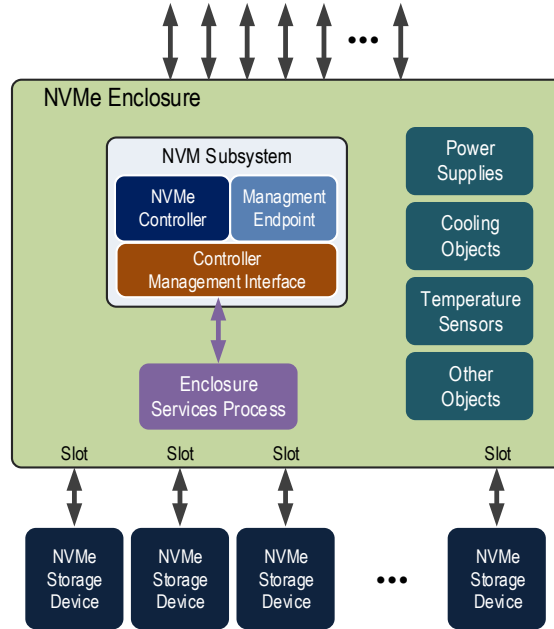 •••
NVMe Enclosure
NVM Subsystem
NVMe
Controller
Managment
Endpoint
Controller
Management Interface
Enclosure
Services Process
Power
Supplies
Cooling
Objects
Temperature
Sensors
Other
Objects
Slot
Slot
Slot
Slot
NVMe
Storage
Device
NVMe
Storage
Device
NVMe
Storage
Device
•••
NVMe
Storage
Device